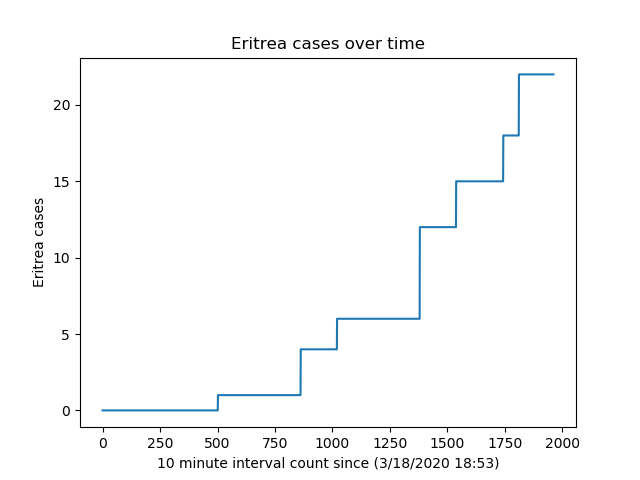 Eritrea cases over time
20
15
10
5
0
Eritrea cases
0 250 500 750 1000 1250 1500 1750 2000
10 minute interval count since (3/18/2020 18:53)